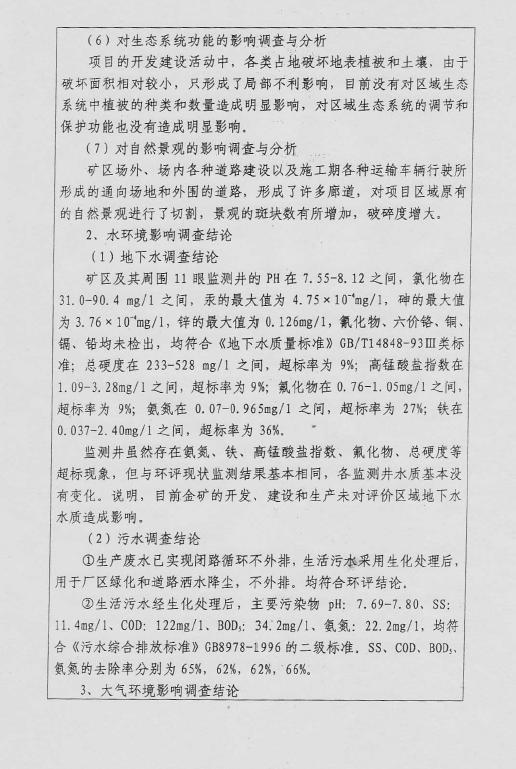 （6）对生态系统功能的影响调查与分析
项目的开发建设活动中，各类占地破坏地表植被和土壤，由于
破坏面积相对较小，只形成了局部不利影响，目前没有对区域生态
系统中植被的种类和数量造成明显影响，对区域生态系统的调节和
保护功能也没有造成明显影响。
（7）对自然景观的影响调查与分析
矿区场外、场内各种道路建设以及施工期各种运输车辆行驶所
形成的通向场地和外围的道路，形成了许多廊道，对项目区域原有
的自然景观进行了切割，景观的斑块数有所增加，破碎度增大。
2、水环境影响调查结论
（1）地下水调查结论
矿区及其周围 11 眼监测井的 PH 在 7.55-8.12 之间，氯化物在
31.0-90.4 mg/l 之间，汞的最大值为 4.75×10⁻⁴mg/l，砷的最大值
为 3.76×10⁻⁴mg/l，锌的最大值为 0.126mg/l，氰化物、六价铬、铜、
镉、铅均未检出，均符合《地下水质量标准》GB/T14848-93Ⅲ类标
准；总硬度在 233-528 mg/l 之间，超标率为 9%；高锰酸盐指数在
1.09-3.28mg/l 之间，超标率为 9%；氟化物在 0.76-1.05mg/l 之间，
超标率为 9%；氨氮在 0.07-0.965mg/l 之间，超标率为 27%；铁在
0.037-2.40mg/l 之间，超标率为 36%。
监测井虽然存在氨氮、铁、高锰酸盐指数、氟化物、总硬度等
超标现象，但与环评现状监测结果基本相同，各监测井水质基本没
有变化。说明，目前金矿的开发、建设和生产未对评价区域地下水
水质造成影响。
（2）污水调查结论
①生产废水已实现闭路循环不外排，生活污水采用生化处理后，
用于厂区绿化和道路洒水降尘，不外排。均符合环评结论。
②生活污水经生化处理后，主要污染物 pH：7.69-7.80、SS：
11.4mg/l、COD：122mg/l、BOD₅：34.2mg/l、氨氮：22.2mg/l，均符
合《污水综合排放标准》GB8978-1996 的二级标准．SS、COD、BOD₅、
氨氮的去除率分别为 65%，62%，62%，66%。
3、大气环境影响调查结论